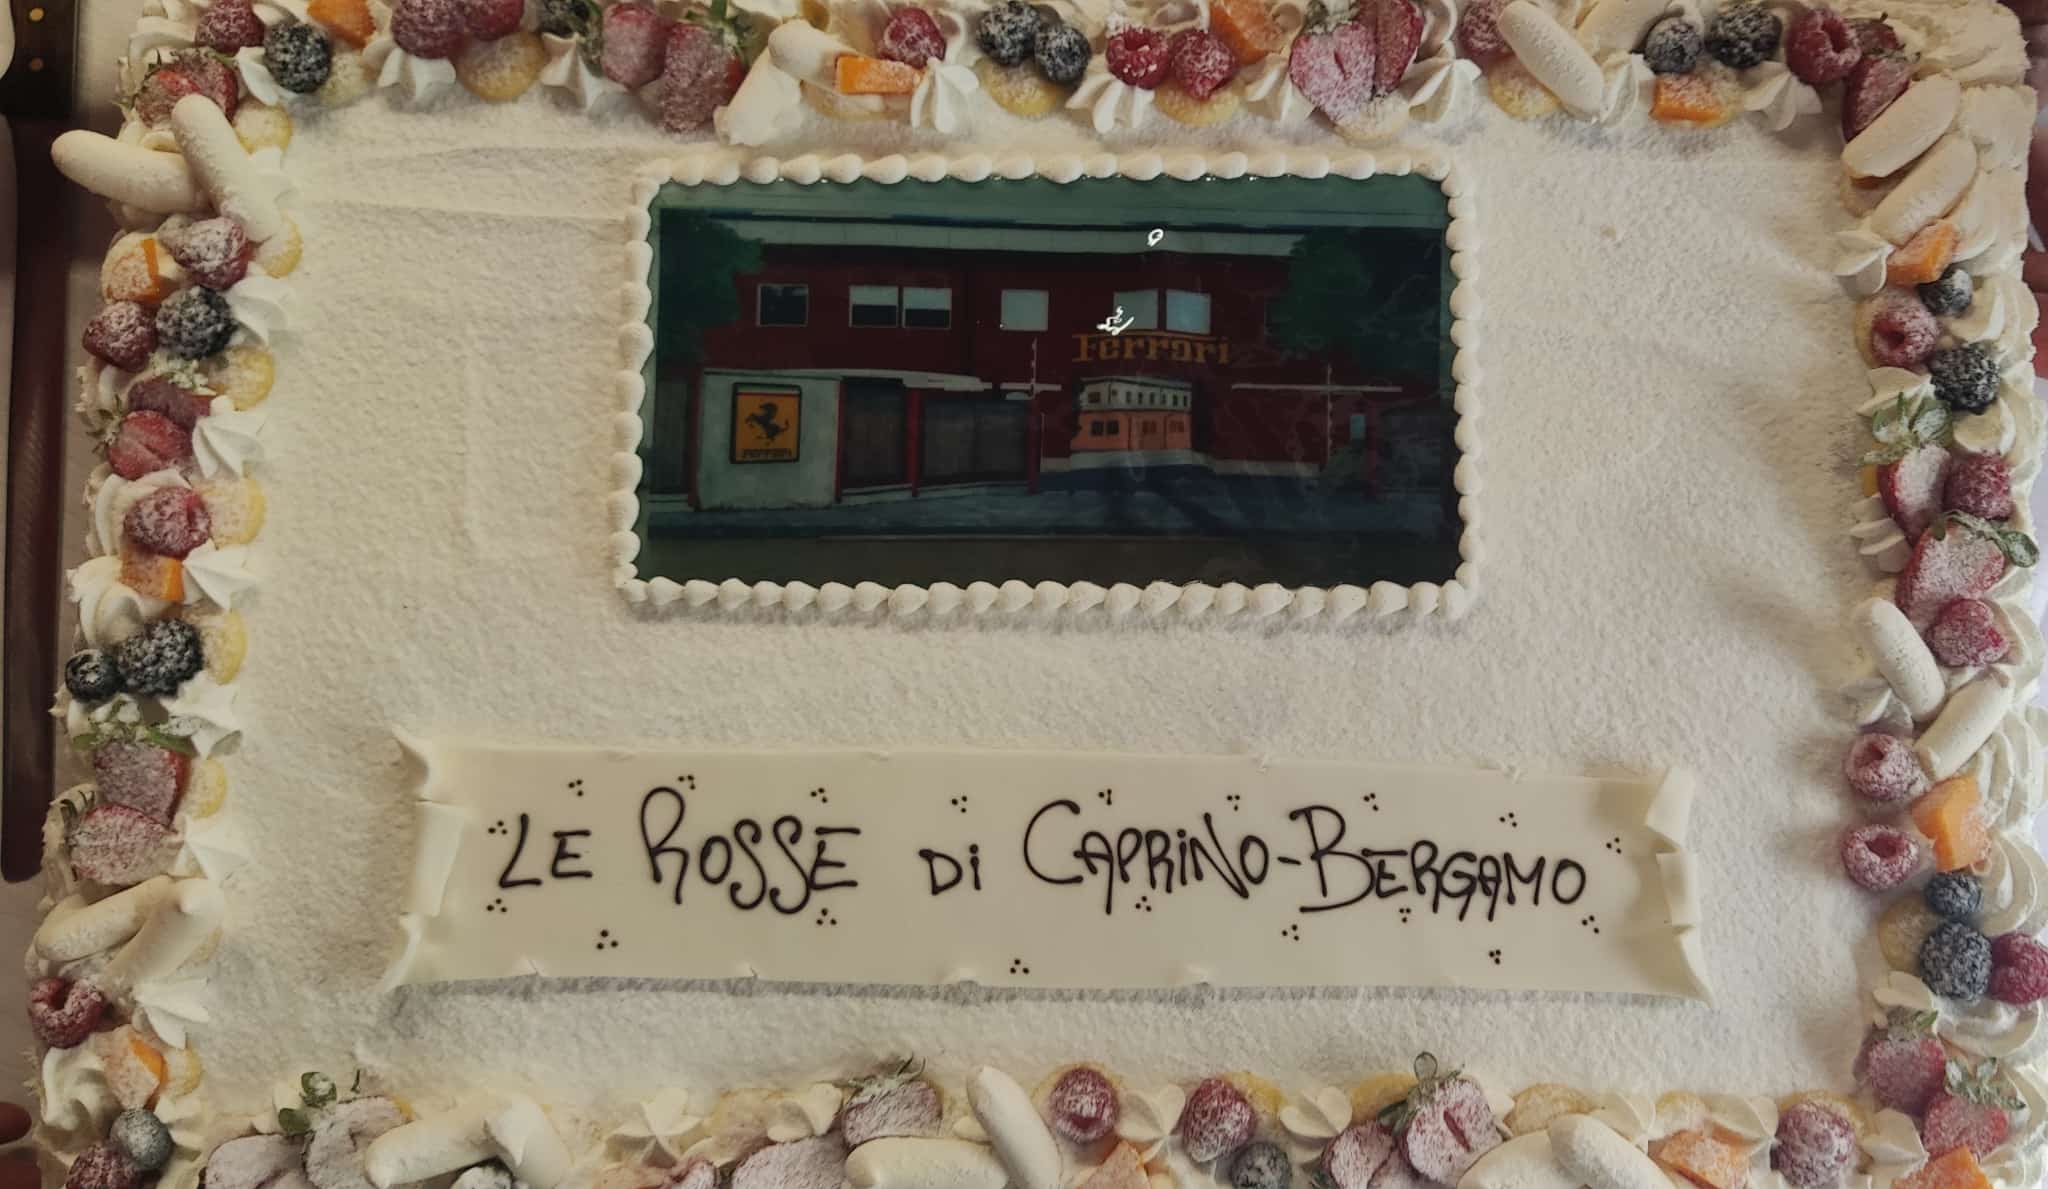 Ferrari
FERRARI
LE ROSSE DI CAPRINO-BERGAMO